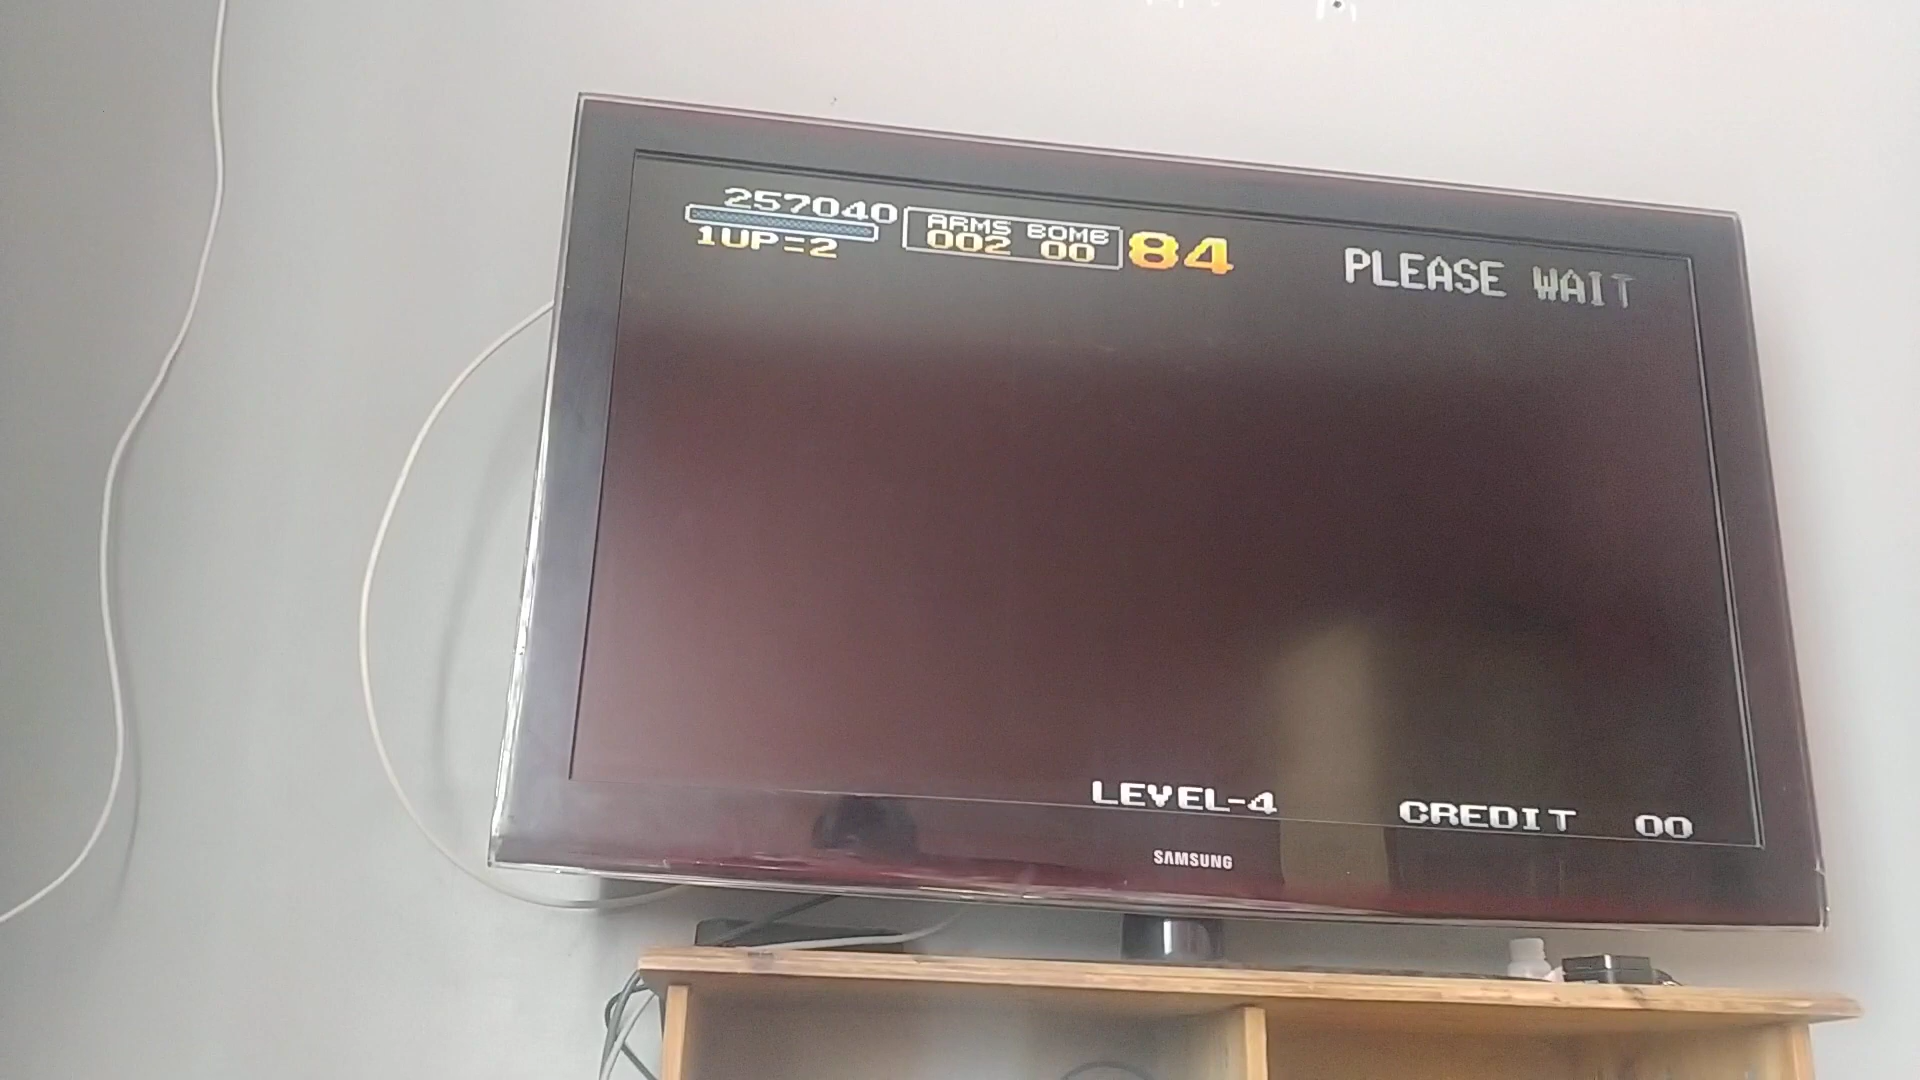 257040
1UP=2
ARMS BOMB
002 00
84
PLEASE WAIT
LEVEL-4
CREDIT 00
SAMSUNG